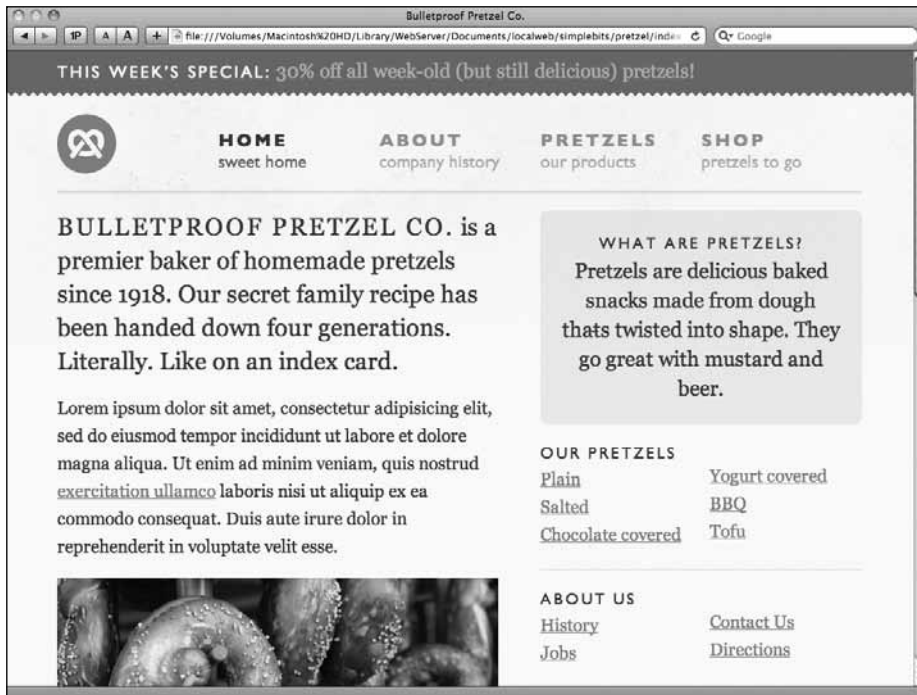 Bulletproof Pretzel Co.
1P A A + file:///Volumes/Macintosh%20HD/Library/WebServer/Documents/localweb/simplebits/pretzel/index Google
THIS WEEK'S SPECIAL: 30% off all week-old (but still delicious) pretzels!
HOME ABOUT PRETZELS SHOP
sweet home company history our products pretzels to go
BULLETPROOF PRETZEL CO. is a
premier baker of homemade pretzels
since 1918. Our secret family recipe has
been handed down four generations.
Literally. Like on an index card.
Lorem ipsum dolor sit amet, consectetur adipisicing elit,
sed do eiusmod tempor incididunt ut labore et dolore
magna aliqua. Ut enim ad minim veniam, quis nostrud
exercitation ullamco laboris nisi ut aliquip ex ea
commodo consequat. Duis aute irure dolor in
reprehenderit in voluptate velit esse.
WHAT ARE PRETZELS?
Pretzels are delicious baked
snacks made from dough
thats twisted into shape. They
go great with mustard and
beer.
OUR PRETZELS
Plain
Salted
Chocolate covered
Yogurt covered
BBQ
Tofu
ABOUT US
History
Jobs
Contact Us
Directions